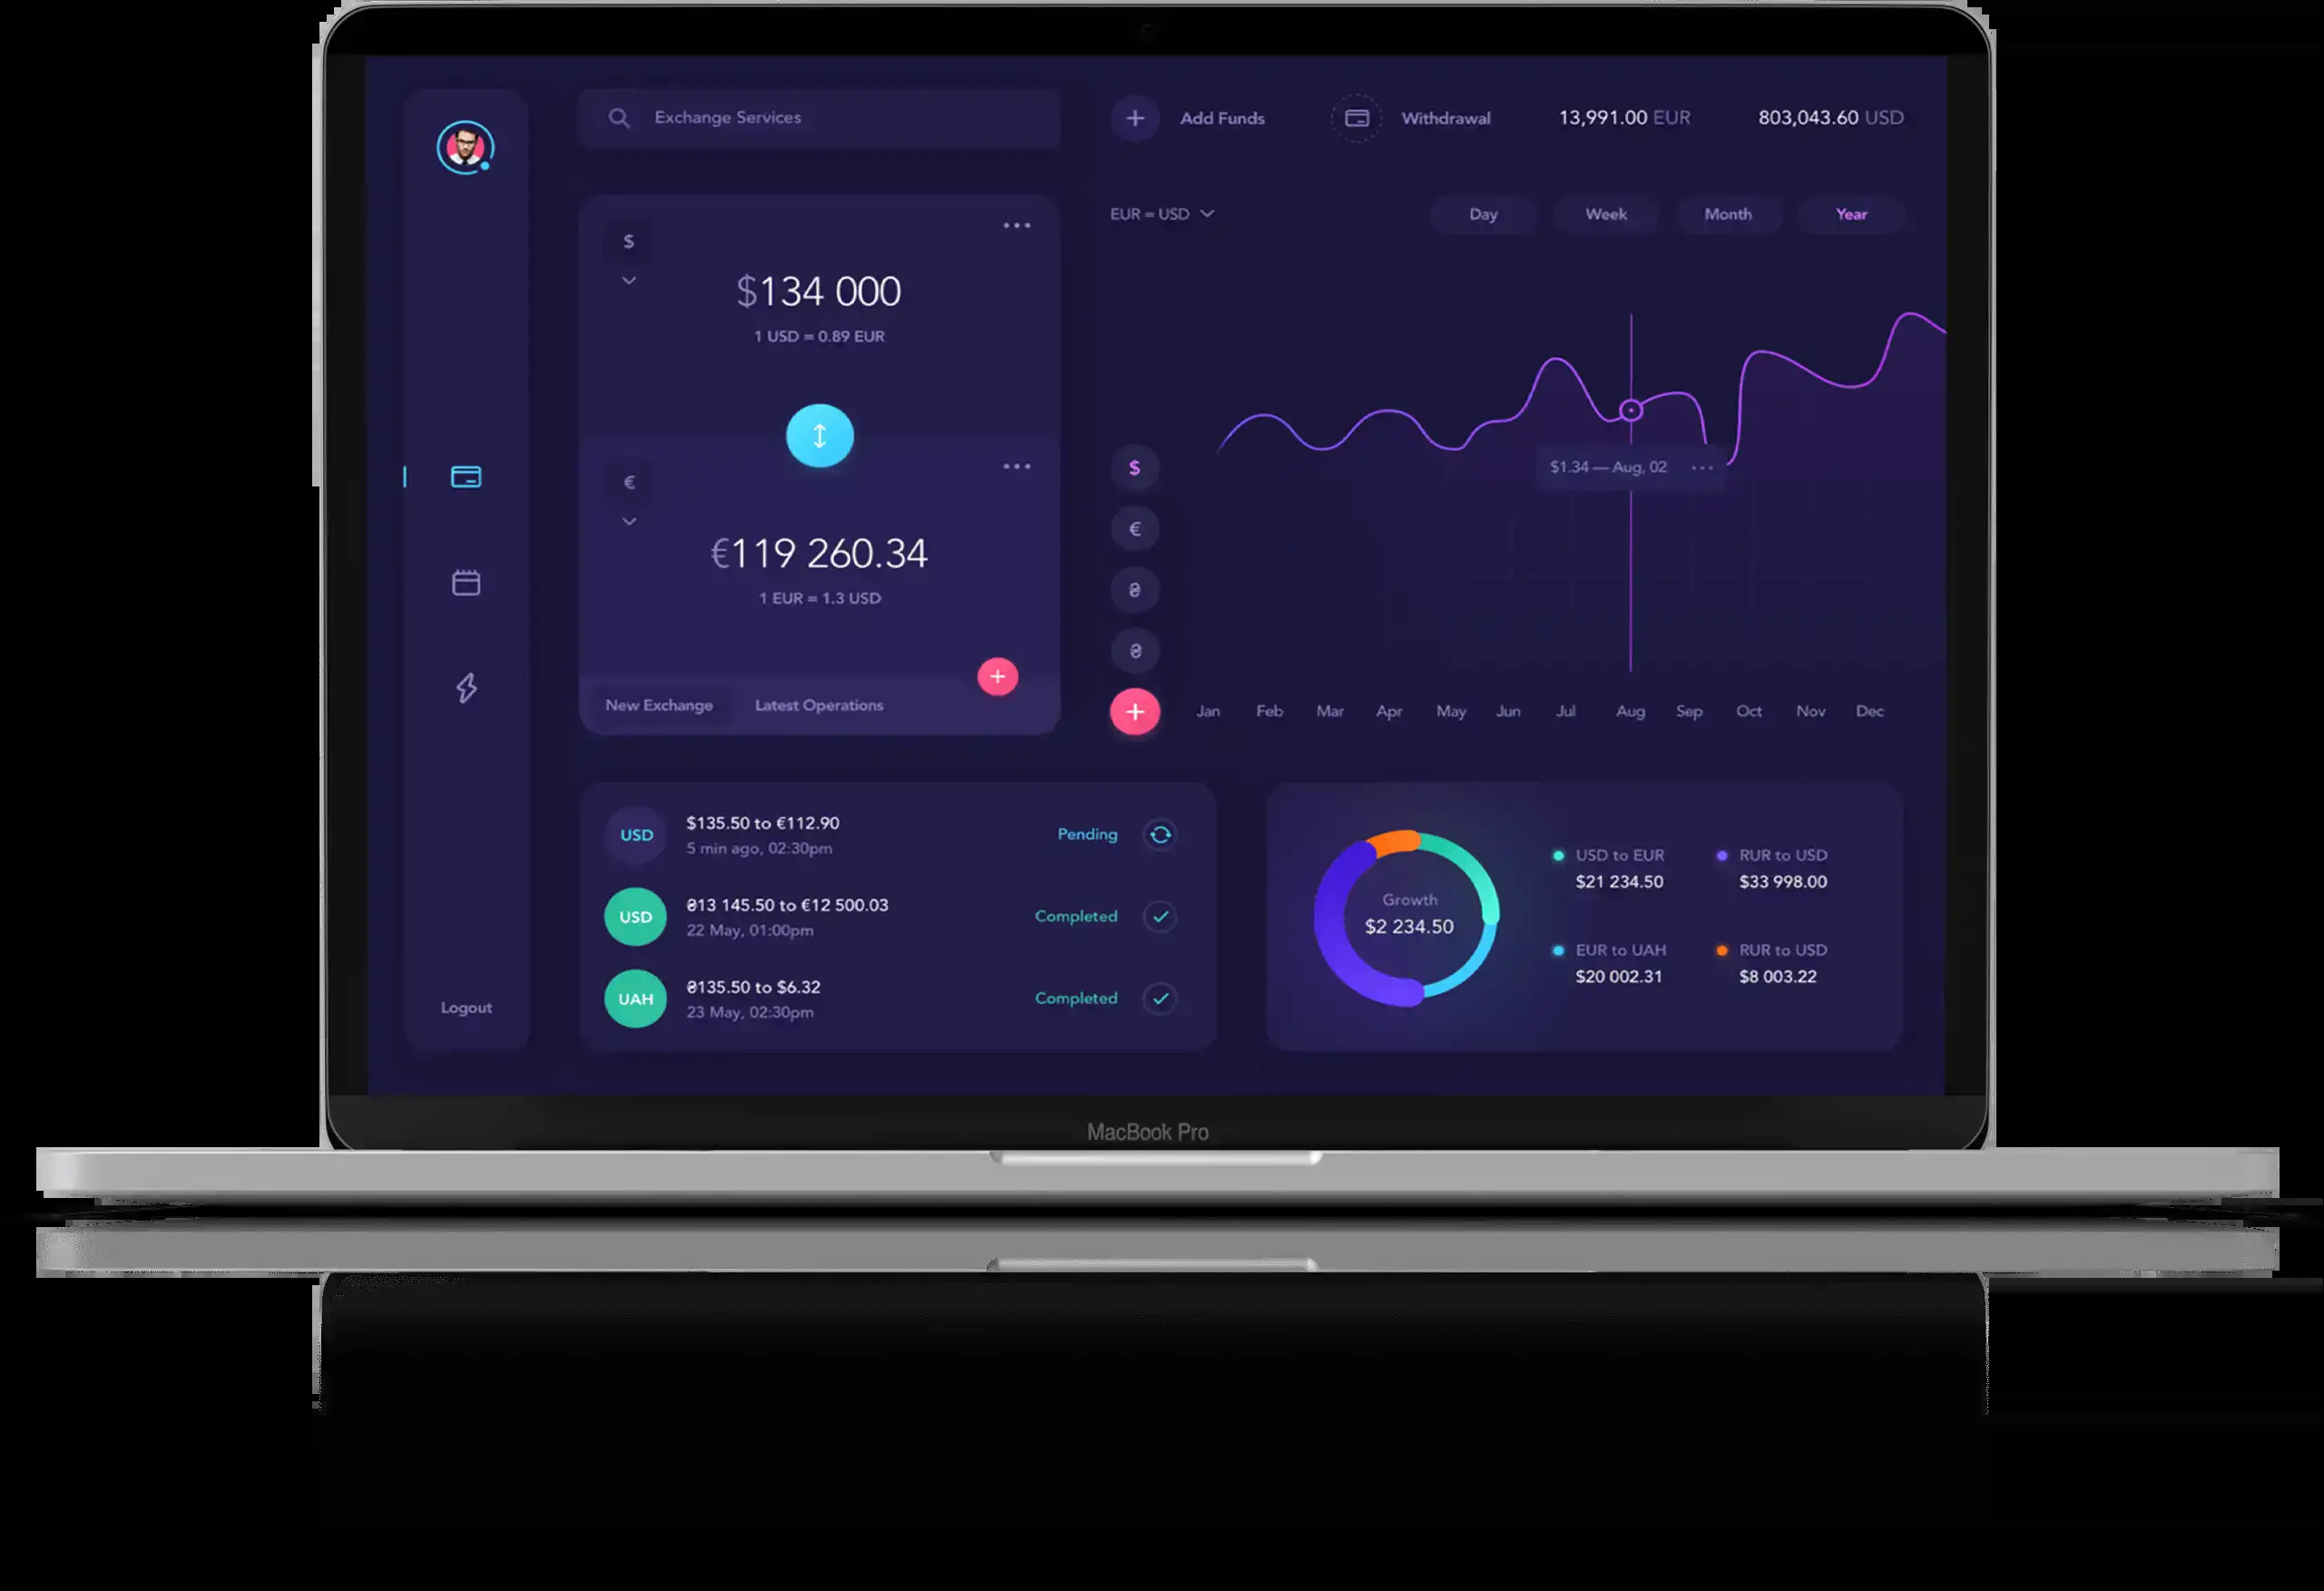 Exchange Services
Add Funds
Withdrawal
13,991.00 EUR
803,043.60 USD
$
$134 000
1 USD = 0.89 EUR
€
€119 260.34
1 EUR = 1.3 USD
New Exchange
Latest Operations
EUR = USD
Day
Week
Month
Year
$1.34 — Aug, 02
$
€
₴
₴
Jan Feb Mar Apr May Jun Jul Aug Sep Oct Nov Dec
USD
$135.50 to €112.90
5 min ago, 02:30pm
Pending
USD
₴13 145.50 to €12 500.03
22 May, 01:00pm
Completed
UAH
₴135.50 to $6.32
23 May, 02:30pm
Completed
Growth
$2 234.50
USD to EUR
$21 234.50
RUR to USD
$33 998.00
EUR to UAH
$20 002.31
RUR to USD
$8 003.22
Logout
MacBook Pro